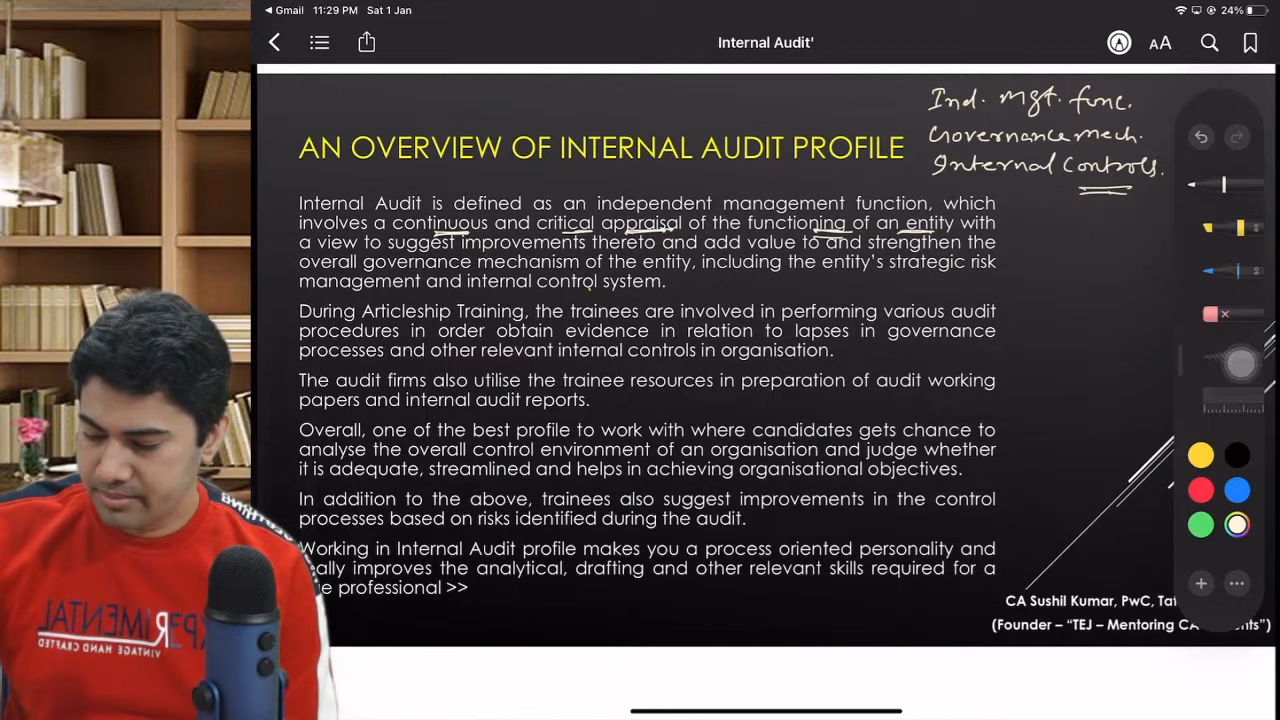 Gmail 11:29 PM Sat 1 Jan
24%
Internal Audit'
AA
Ind. Mgt. func.
Governance mech.
Internal Controls.
AN OVERVIEW OF INTERNAL AUDIT PROFILE
Internal Audit is defined as an independent management function, which
involves a continuous and critical appraisal of the functioning of an entity with
a view to suggest improvements thereto and add value to and strengthen the
overall governance mechanism of the entity, including the entity's strategic risk
management and internal control system.
During Articleship Training, the trainees are involved in performing various audit
procedures in order obtain evidence in relation to lapses in governance
processes and other relevant internal controls in organisation.
The audit firms also utilise the trainee resources in preparation of audit working
papers and internal audit reports.
Overall, one of the best profile to work with where candidates gets chance to
analyse the overall control environment of an organisation and judge whether
it is adequate, streamlined and helps in achieving organisational objectives.
In addition to the above, trainees also suggest improvements in the control
processes based on risks identified during the audit.
Working in Internal Audit profile makes you a process oriented personality and
improves the analytical, drafting and other relevant skills required for a
professional >>
CA Sushil Kumar, PwC,
(Founder – "TEJ – Mentoring CA
EXPERIMENTAL
VINTAGE HAND CRAFTED